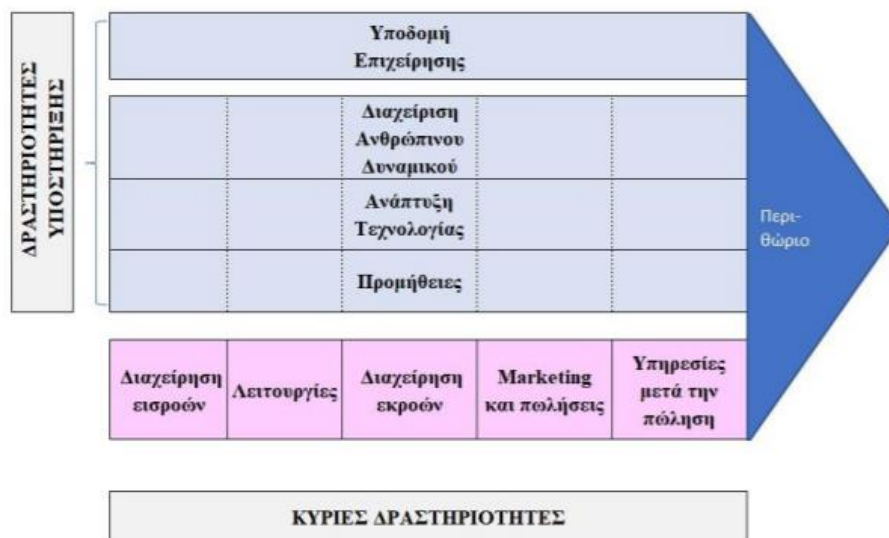 ΔΡΑΣΤΗΡΙΟΤΗΤΕΣ
ΥΠΟΣΤΗΡΙΞΗΣ
Υποδομή
Επιχείρησης
Διαχείριση
Ανθρώπινου
Δυναμικού
Ανάπτυξη
Τεχνολογίας
Προμήθειες
Περι-
θώριο
Διαχείρηση
εισροών
Λειτουργίες
Διαχείρηση
εκροών
Marketing
και πωλήσεις
Υπηρεσίες
μετά την
πώληση
ΚΥΡΙΕΣ ΔΡΑΣΤΗΡΙΟΤΗΤΕΣ